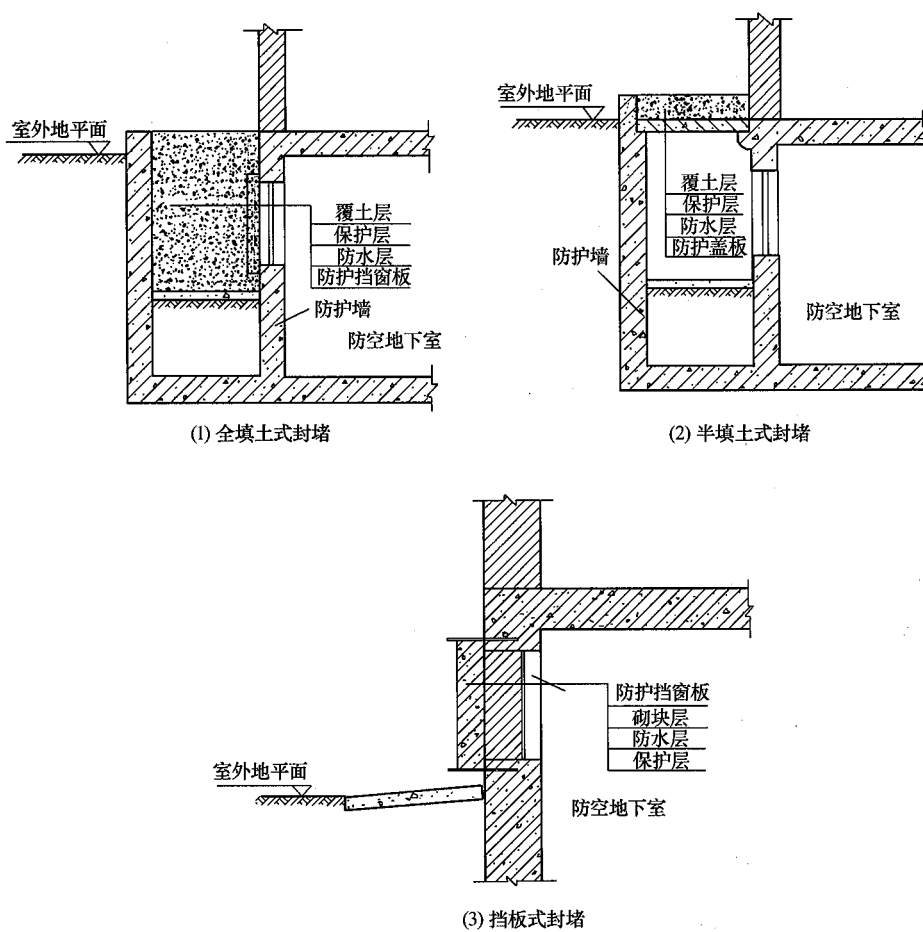 室外地平面
覆土层
保护层
防水层
防护挡窗板
防护墙
防空地下室
(1) 全填土式封堵
室外地平面
覆土层
保护层
防水层
防护盖板
防护墙
防空地下室
(2) 半填土式封堵
防护挡窗板
砌块层
防水层
保护层
室外地平面
防空地下室
(3) 挡板式封堵